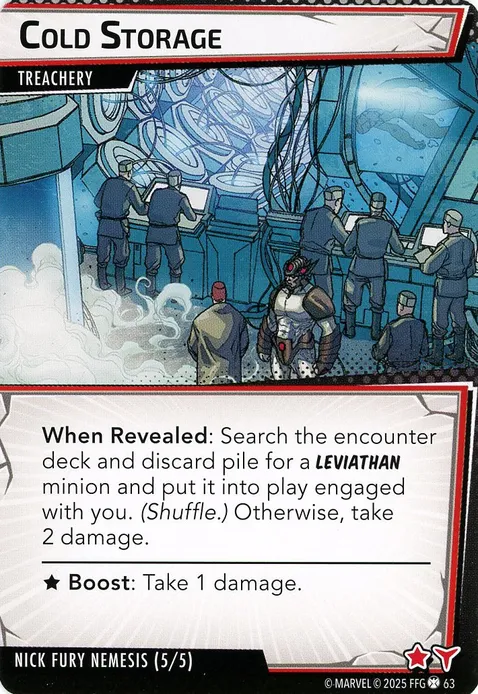 COLD STORAGE
TREACHERY
When Revealed: Search the encounter
deck and discard pile for a LEVIATHAN
minion and put it into play engaged
with you. (Shuffle.) Otherwise, take
2 damage.
★ Boost: Take 1 damage.
NICK FURY NEMESIS (5/5)
© MARVEL © 2025 FFG 63